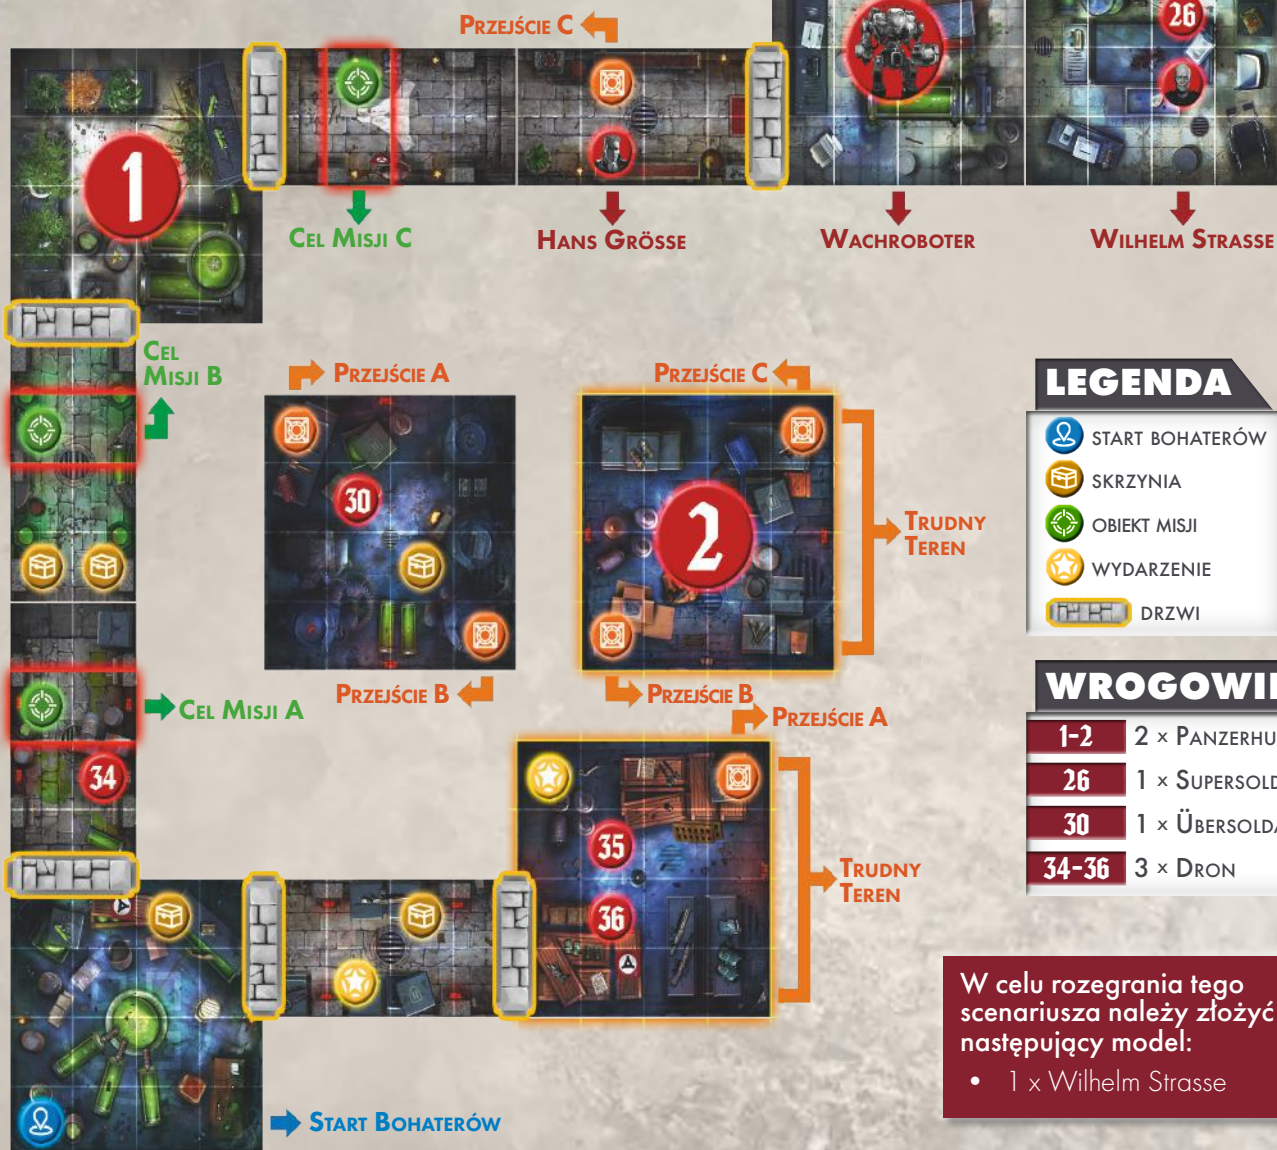 Przejście C
26
1
Cel Misji C
Hans Grösse
Wachroboter
Wilhelm Strasse
Cel
Misji B
Przejście A
Przejście C
30
2
Trudny
Teren
Przejście B
Przejście B
Cel Misji A
Przejście A
34
35
36
Trudny
Teren
Start Bohaterów
LEGENDA
START BOHATERÓW
SKRZYNIA
OBIEKT MISJI
WYDARZENIE
DRZWI
1-2 2 × Panzerhu
26 1 × Supersold
30 1 × Übersolda
34-36 3 × Dron
W celu rozegrania tego
scenariusza należy złożyć
następujący model:
• 1 x Wilhelm Strasse